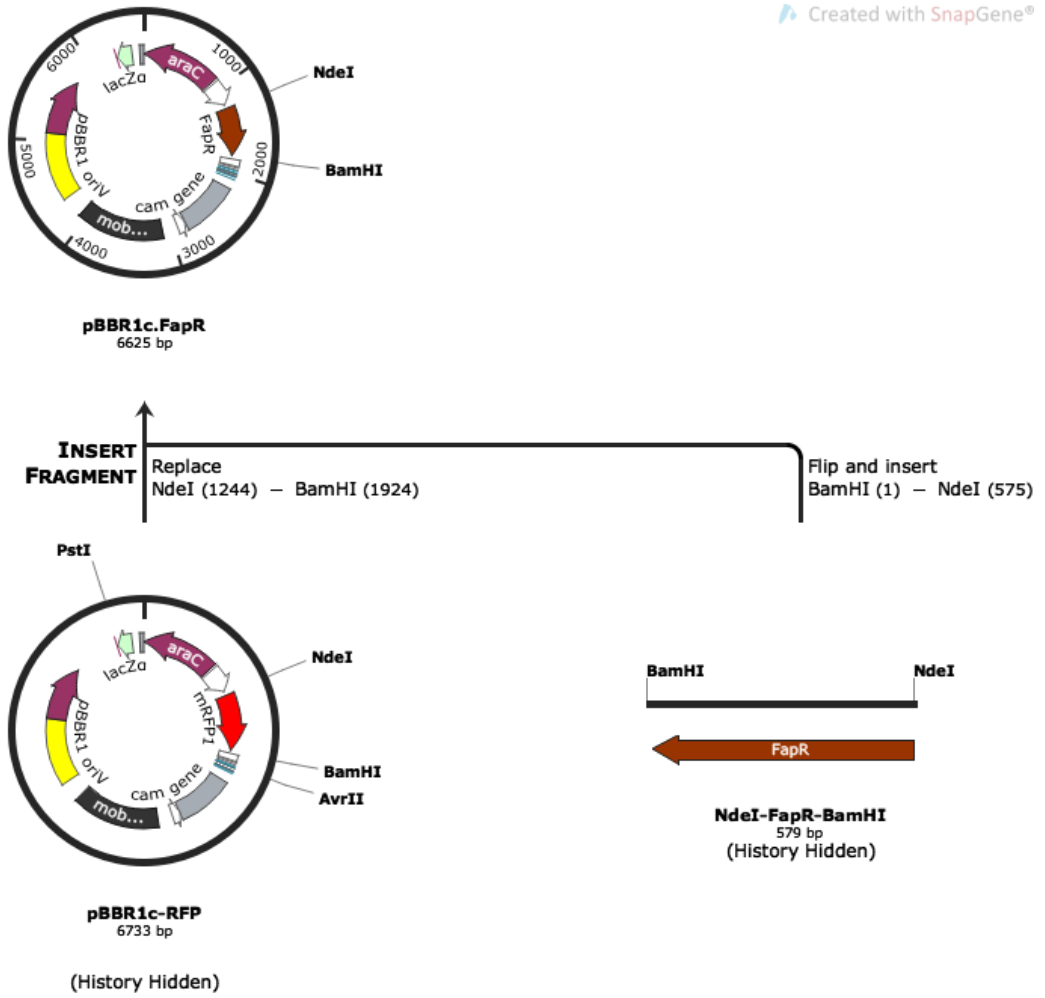 Created with SnapGene®
6000
1000
lacZα
araC
NdeI
FapR
pBBR1 oriV
5000
2000
BamHI
cam gene
mob...
4000
3000
pBBR1c.FapR
6625 bp
INSERT
FRAGMENT
Replace
NdeI (1244) – BamHI (1924)
Flip and insert
BamHI (1) – NdeI (575)
PstI
lacZα
araC
NdeI
mRFP1
pBBR1 oriV
BamHI
cam gene
AvrII
mob...
pBBR1c-RFP
6733 bp
(History Hidden)
BamHI
NdeI
FapR
NdeI-FapR-BamHI
579 bp
(History Hidden)